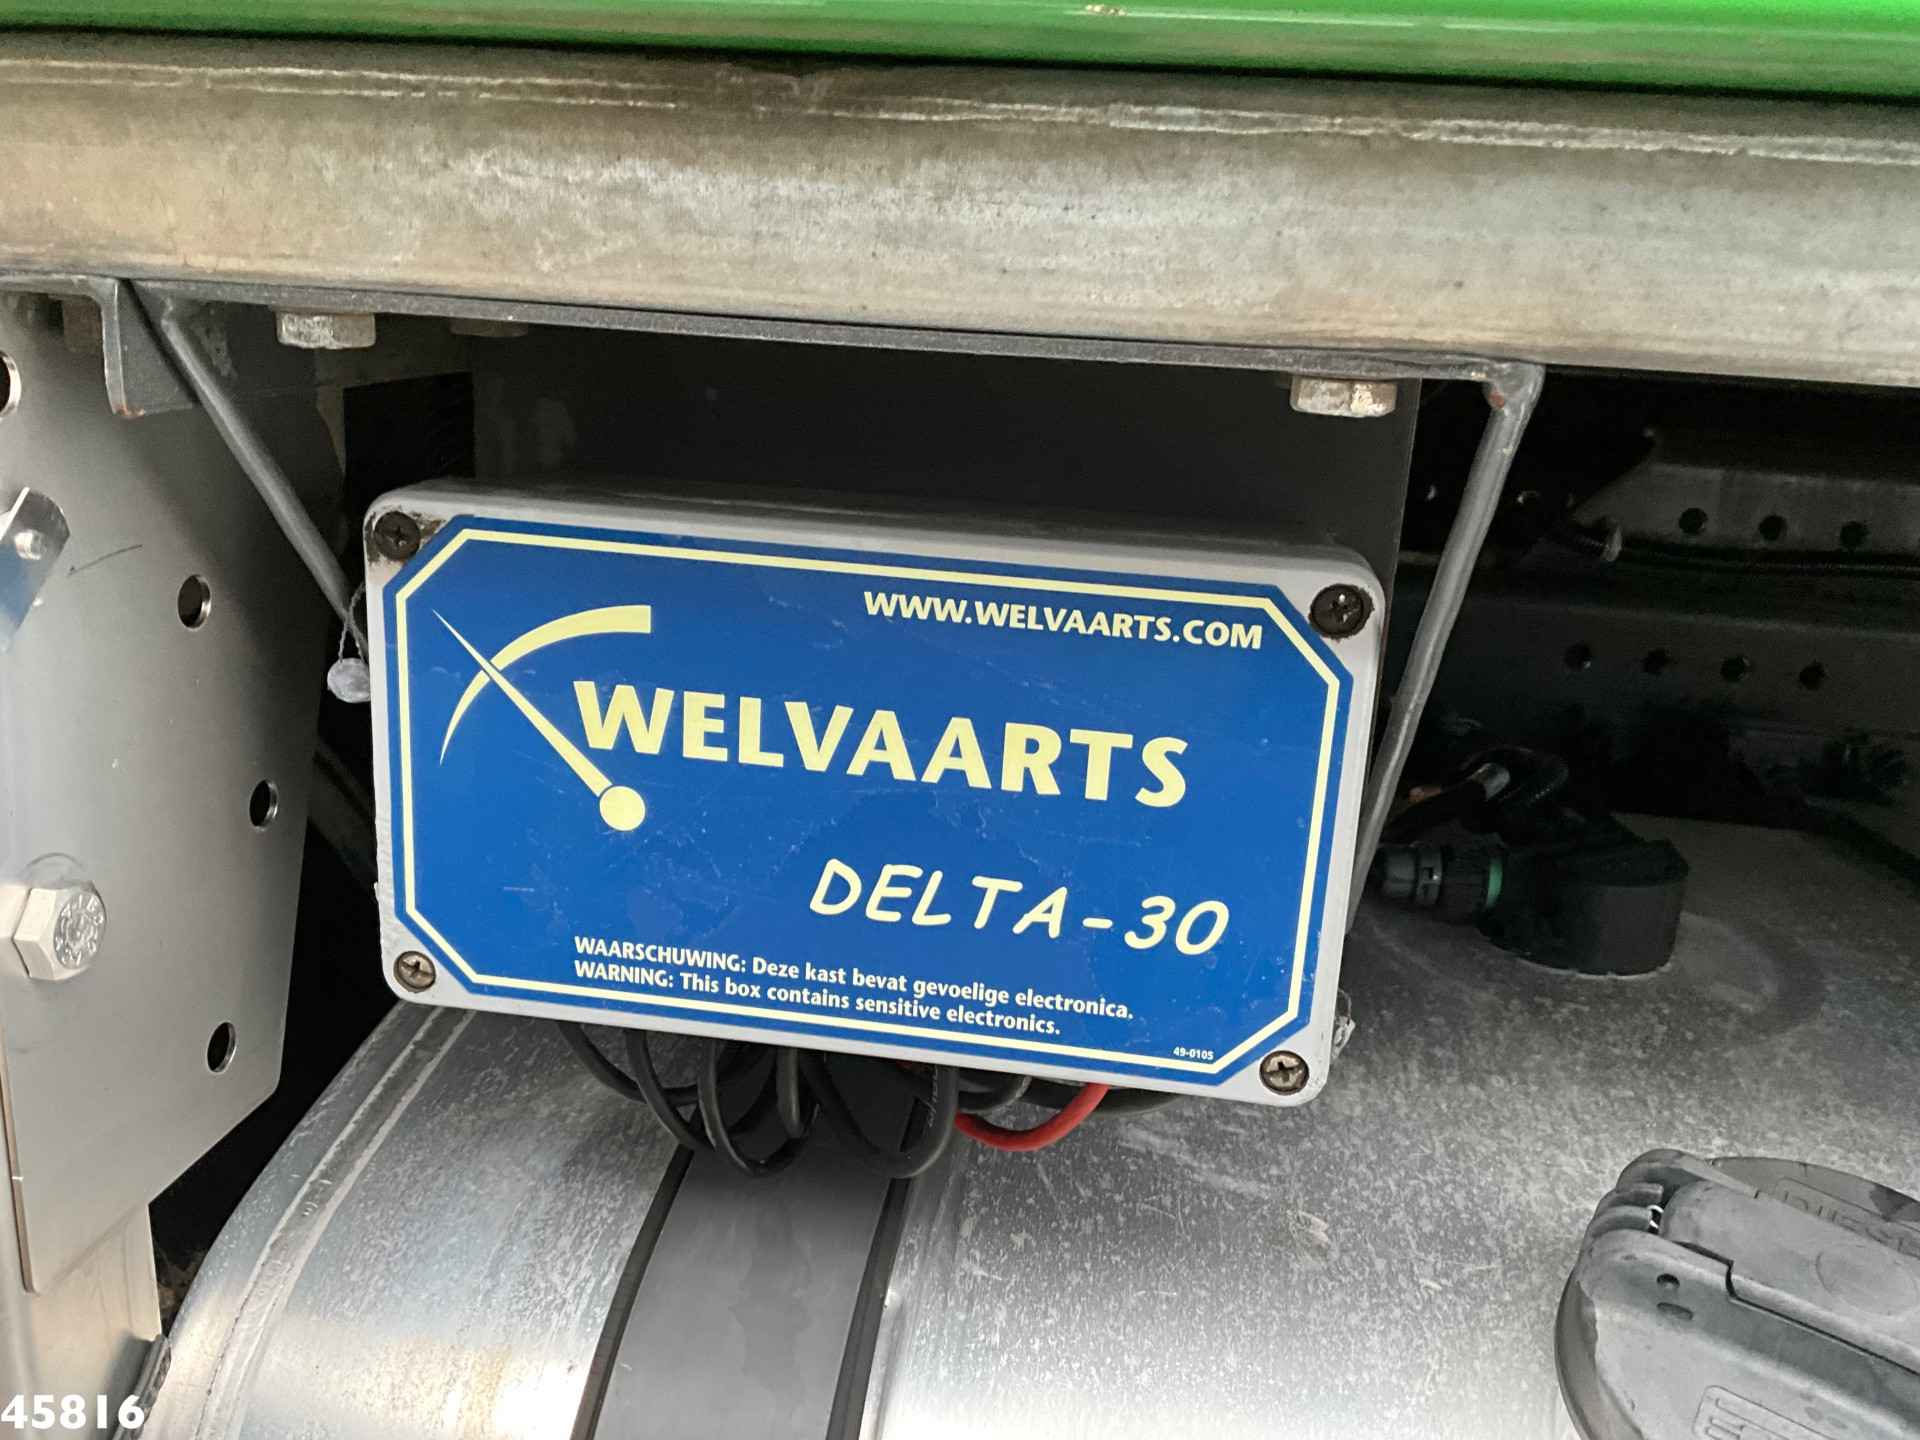 WWW.WELVAARTS.COM
WELVAARTS
DELTA-30
WAARSCHUWING: Deze kast bevat gevoelige electronica.
WARNING: This box contains sensitive electronics.
49-0105
45816